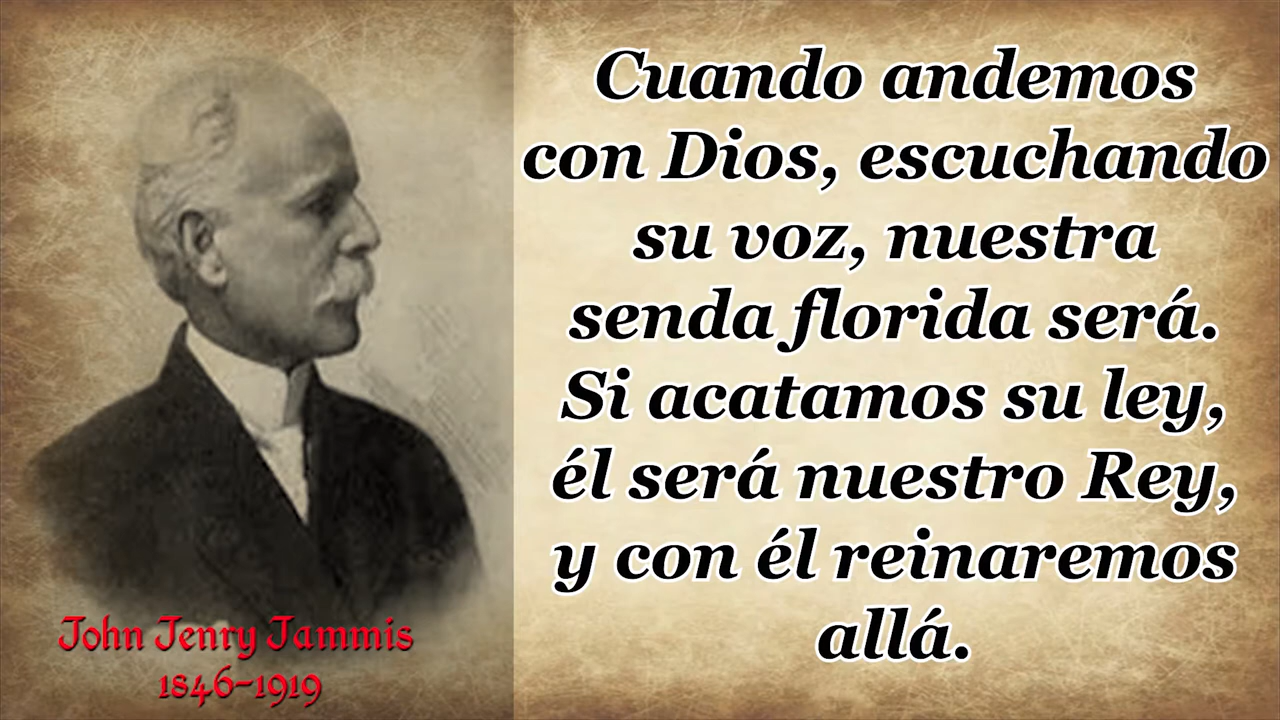 Cuando andemos
con Dios, escuchando
su voz, nuestra
senda florida será.
Si acatamos su ley,
él será nuestro Rey,
y con él reinaremos
allá.
John Jenry Jammis
1846-1919